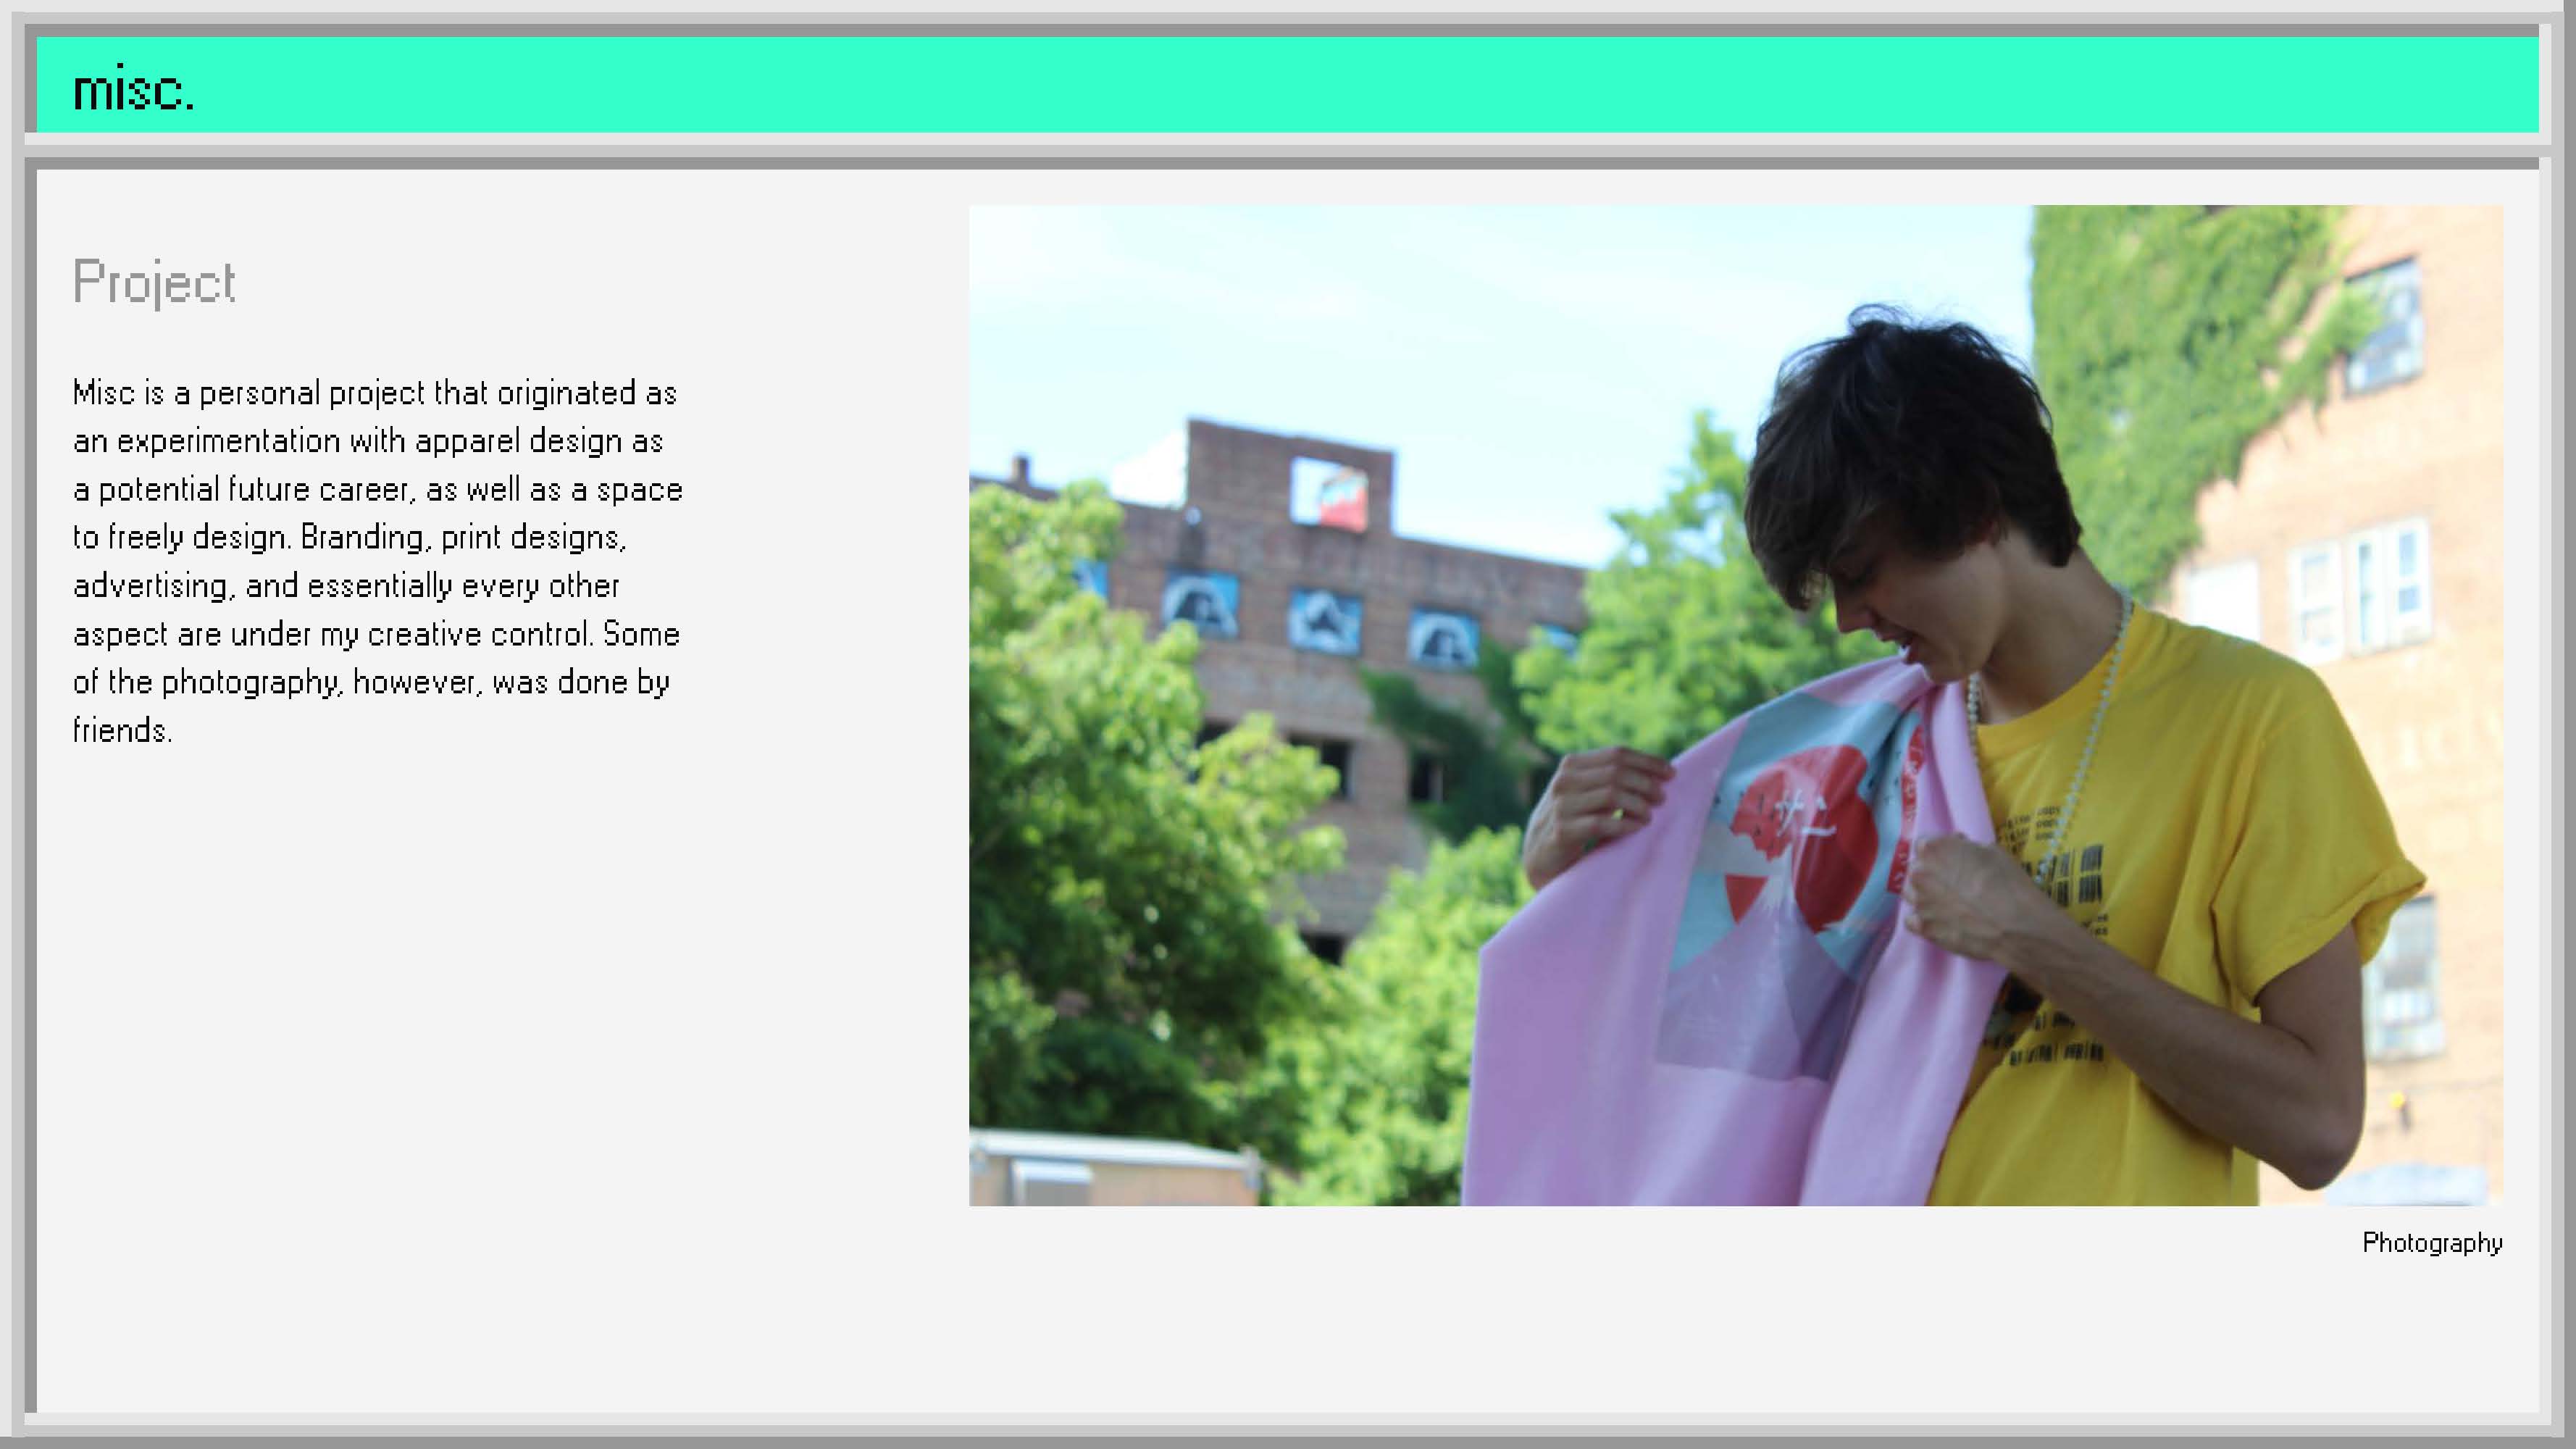 misc.
Project
Misc is a personal project that originated as
an experimentation with apparel design as
a potential future career, as well as a space
to freely design. Branding, print designs,
advertising, and essentially every other
aspect are under my creative control. Some
of the photography, however, was done by
friends.
Photography